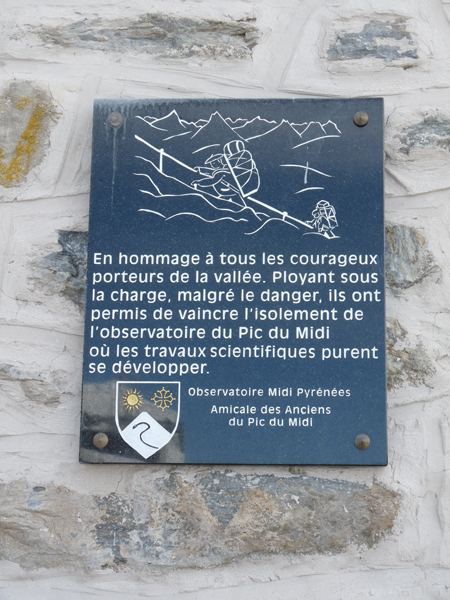 En hommage à tous les courageux
porteurs de la vallée. Ployant sous
la charge, malgré le danger, ils ont
permis de vaincre l'isolement de
l'observatoire du Pic du Midi
où les travaux scientifiques purent
se développer.
Observatoire Midi Pyrénées
Amicale des Anciens
du Pic du Midi